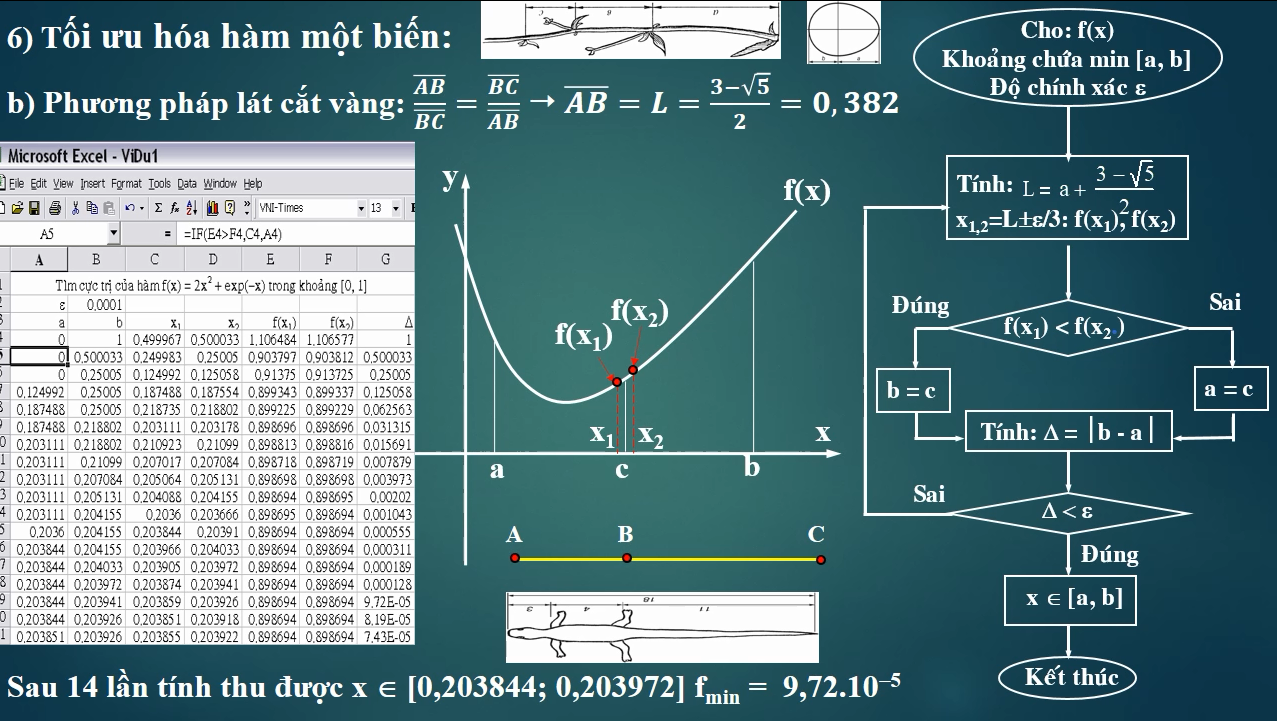 6) Tối ưu hóa hàm một biến:
b) Phương pháp lát cắt vàng: AB/BC = BC/AB → AB = L = (3−√5)/2 = 0,382
Microsoft Excel - ViDu1
File Edit View Insert Format Tools Data Window Help
VNI-Times 13
A5 = =IF(E4>F4,C4,A4)
A B C D E F G
Tìm cực trị của hàm f(x) = 2x² + exp(−x) trong khoảng [0, 1]
ε 0,0001
a b x₁ x₂ f(x₁) f(x₂) Δ
0 1 0,499967 0,500033 1,106484 1,106577 1
0 0,500033 0,249983 0,25005 0,903797 0,903812 0,500033
0 0,25005 0,124992 0,125058 0,91375 0,913725 0,25005
0,124992 0,25005 0,187488 0,187554 0,899343 0,899337 0,125058
0,187488 0,25005 0,218735 0,218802 0,899225 0,899229 0,062563
0,187488 0,218802 0,203111 0,203178 0,898696 0,898696 0,031315
0,203111 0,218802 0,210923 0,21099 0,898813 0,898816 0,015691
0,203111 0,21099 0,207017 0,207084 0,898718 0,898719 0,007879
0,203111 0,207084 0,205064 0,205131 0,898698 0,898698 0,003973
0,203111 0,205131 0,204088 0,204155 0,898694 0,898695 0,00202
0,203111 0,204155 0,2036 0,203666 0,898695 0,898694 0,001043
0,2036 0,204155 0,203844 0,20391 0,898694 0,898694 0,000555
0,203844 0,204155 0,203966 0,204033 0,898694 0,898694 0,000311
0,203844 0,204033 0,203905 0,203972 0,898694 0,898694 0,000189
0,203844 0,203972 0,203874 0,203941 0,898694 0,898694 0,000128
0,203844 0,203941 0,203859 0,203926 0,898694 0,898694 9.72E-05
0,203844 0,203926 0,203851 0,203918 0,898694 0,898694 8,19E-05
0,203851 0,203926 0,203855 0,203922 0,898694 0,898694 7,43E-05
y
f(x)
f(x₂)
f(x₁)
x₁ x₂ x
a c b
A B C
18
3 4 11
Sau 14 lần tính thu được x ∈ [0,203844; 0,203972] fmin = 9,72.10⁻⁵
Cho: f(x)
Khoảng chứa min [a, b]
Độ chính xác ε
Tính: L = a + (3 − √5)/2
x₁,₂=L±ε/3: f(x₁), f(x₂)
Đúng Sai
f(x₁) < f(x₂.)
b = c a = c
Tính: Δ = |b - a|
Sai
Δ < ε
Đúng
x ∈ [a, b]
Kết thúc